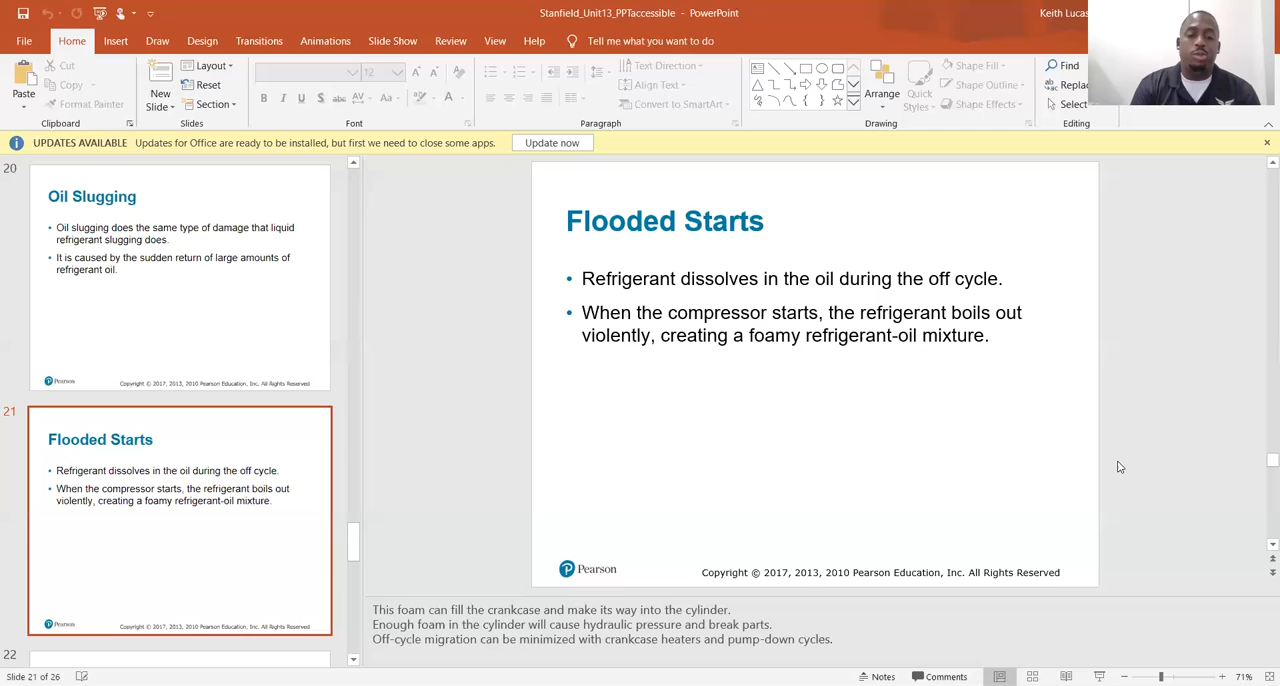 Stanfield_Unit13_PPTaccessible - PowerPoint
Keith Lucas
File Home Insert Draw Design Transitions Animations Slide Show Review View Help Tell me what you want to do
Paste
Cut
Copy
Format Painter
Clipboard
New
Slide
Layout
Reset
Section
Slides
12
B I U S abc AV Aa A
Font
Text Direction
Align Text
Convert to SmartArt
Paragraph
Arrange
Quick
Styles
Shape Fill
Shape Outline
Shape Effects
Drawing
Find
Replace
Select
Editing
UPDATES AVAILABLE Updates for Office are ready to be installed, but first we need to close some apps. Update now
20
Oil Slugging
• Oil slugging does the same type of damage that liquid
refrigerant slugging does.
• It is caused by the sudden return of large amounts of
refrigerant oil.
Pearson Copyright © 2017, 2013, 2010 Pearson Education, Inc. All Rights Reserved
21
Flooded Starts
• Refrigerant dissolves in the oil during the off cycle.
• When the compressor starts, the refrigerant boils out
violently, creating a foamy refrigerant-oil mixture.
Pearson Copyright © 2017, 2013, 2010 Pearson Education, Inc. All Rights Reserved
22
Flooded Starts
• Refrigerant dissolves in the oil during the off cycle.
• When the compressor starts, the refrigerant boils out
violently, creating a foamy refrigerant-oil mixture.
Pearson Copyright © 2017, 2013, 2010 Pearson Education, Inc. All Rights Reserved
This foam can fill the crankcase and make its way into the cylinder.
Enough foam in the cylinder will cause hydraulic pressure and break parts.
Off-cycle migration can be minimized with crankcase heaters and pump-down cycles.
Slide 21 of 26 Notes Comments 71%